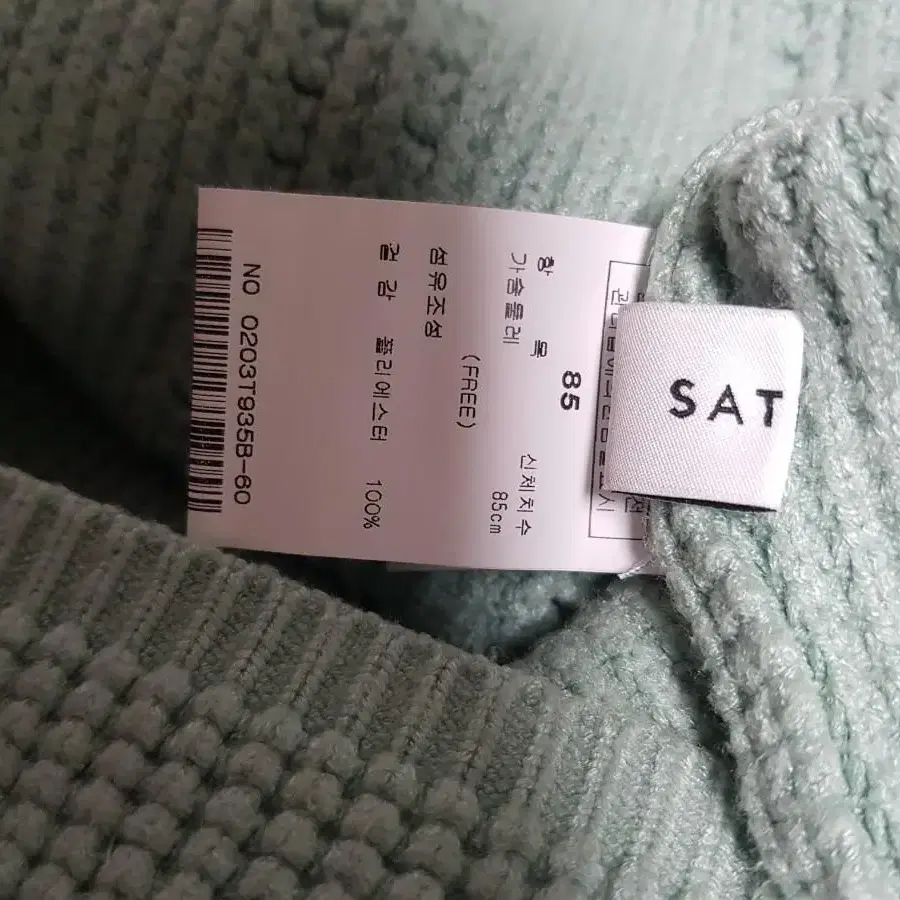 SAT
85
항 목 신체치수
가슴둘레 85cm
(FREE)
섬유조성
겉 감 폴리에스터 100%
NO 0203T935B-60